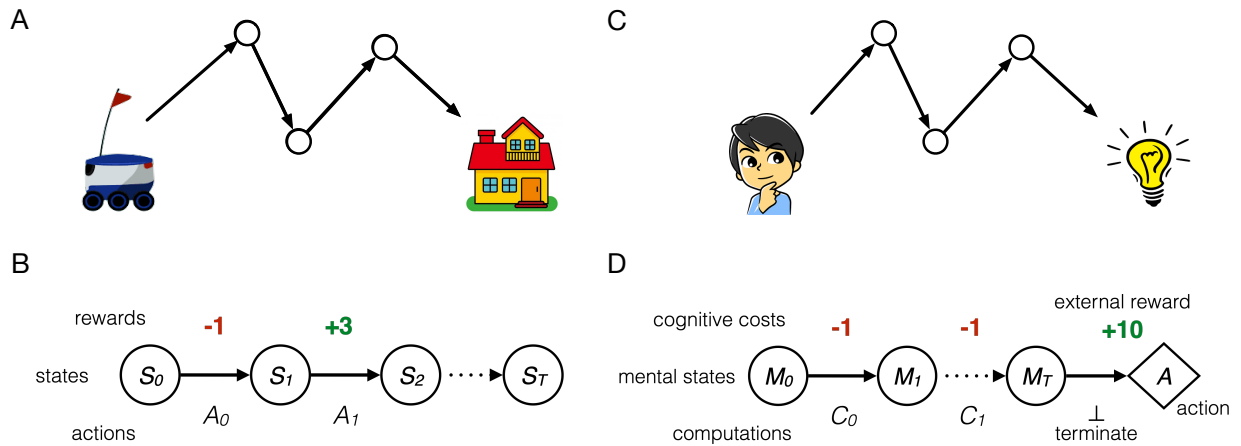 A
C
B
rewards
-1
+3
states
S0
S1
S2
ST
A0
A1
actions
D
external reward
cognitive costs
-1
-1
+10
mental states
M0
M1
MT
A
action
computations
C0
C1
⊥
terminate